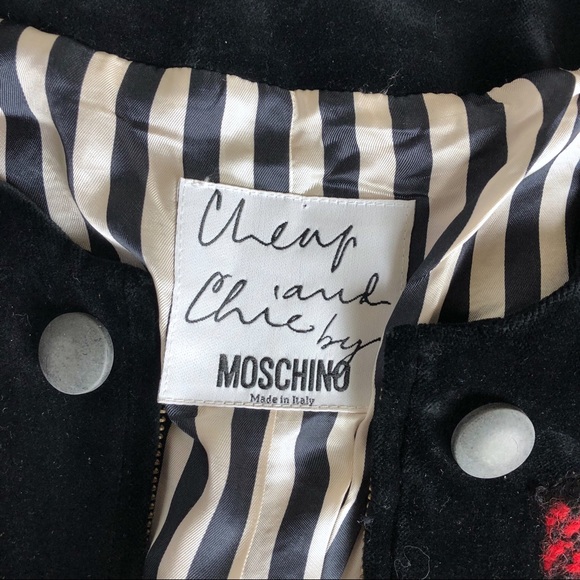 Cheap
and
Chic by
MOSCHINO
Made in Italy